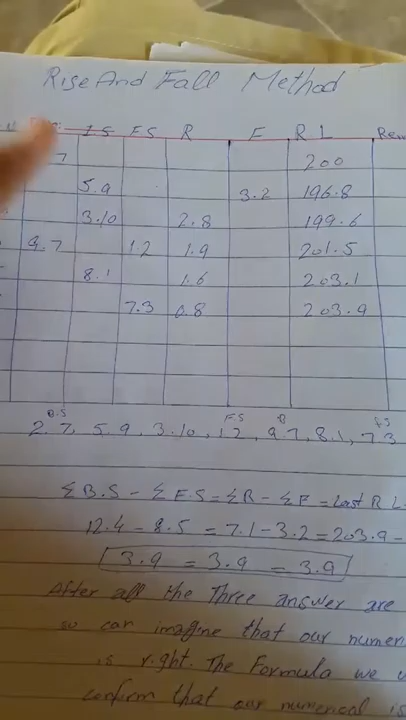 Rise And Fall Method
IS FS R F R.L Rem
7 200
5.9 3.2 196.8
3.10 2.8 199.6
9.7 12 1.9 201.5
8.1 1.6 203.1
7.3 0.8 203.9
B.S F.S B F.S
2.7, 5.9, 3.10, 12, 9.7, 8.1, 7.3
ΣB.S - ΣF.S = ΣR - ΣF = Last R L
12.4 - 8.5 = 7.1 - 3.2 = 203.9 -
3.9 = 3.9 = 3.9
After all the Three answer are
so can imagine that our numer
is right. The Formula we u
confirm that our numerical is